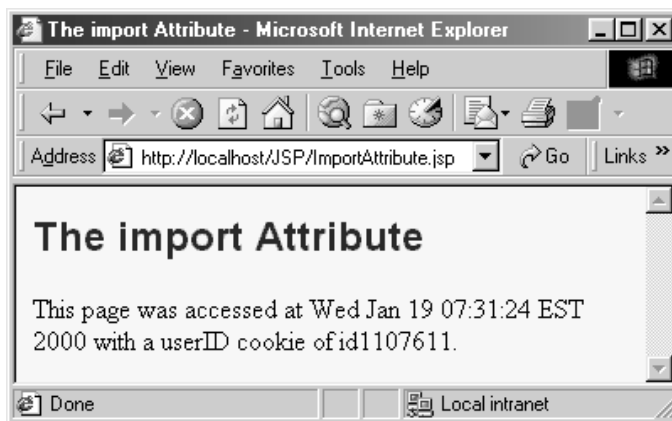 The import Attribute - Microsoft Internet Explorer
File Edit View Favorites Tools Help
Address http://localhost/JSP/ImportAttribute.jsp Go Links »
The import Attribute
This page was accessed at Wed Jan 19 07:31:24 EST
2000 with a userID cookie of id1107611.
Done Local intranet